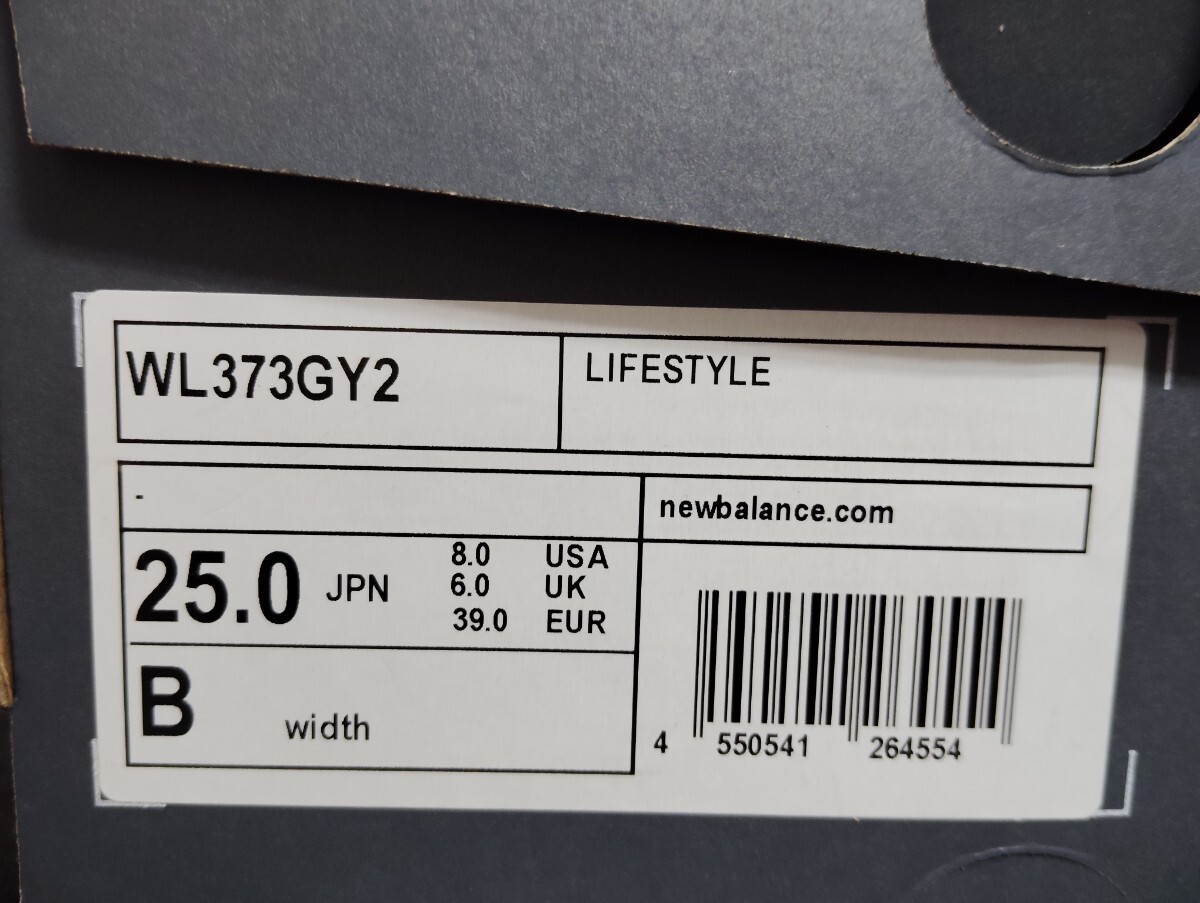 WL373GY2
LIFESTYLE
-
newbalance.com
25.0 JPN
8.0 USA
6.0 UK
39.0 EUR
B width
4 550541 264554